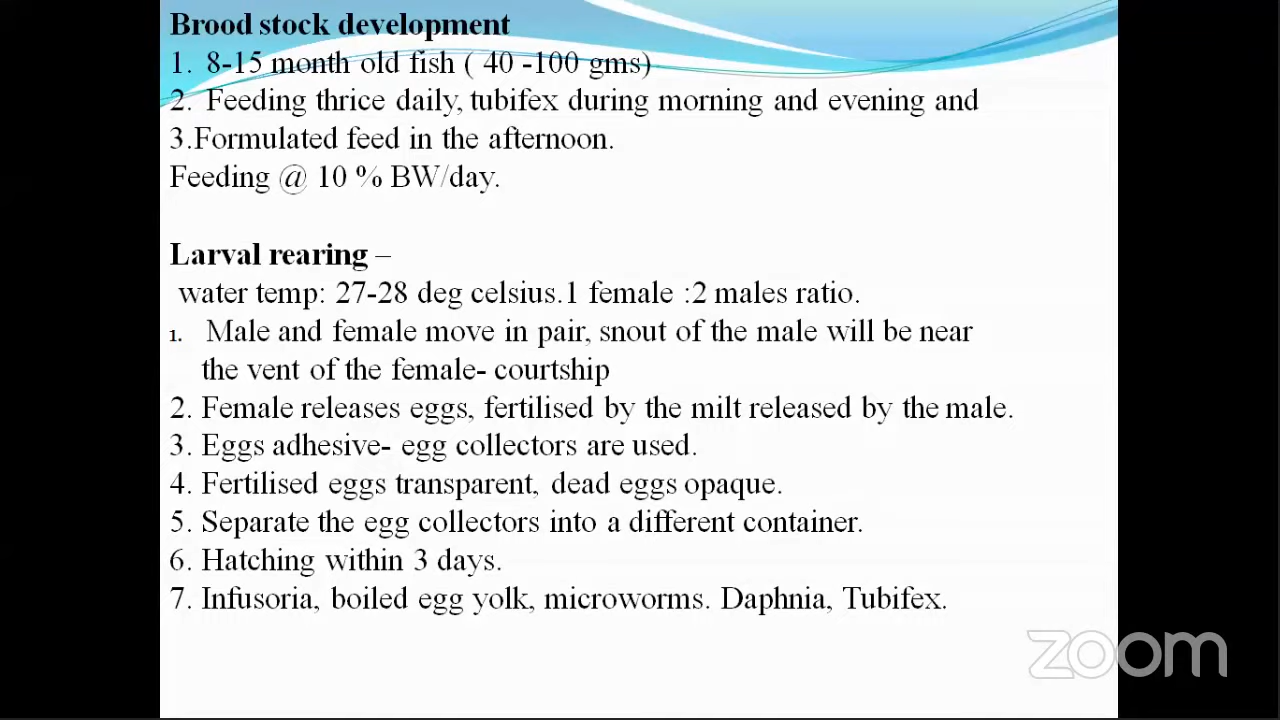 Brood stock development
1. 8-15 month old fish ( 40 -100 gms)
2. Feeding thrice daily, tubifex during morning and evening and
3.Formulated feed in the afternoon.
Feeding @ 10 % BW/day.
Larval rearing –
water temp: 27-28 deg celsius.1 female :2 males ratio.
1. Male and female move in pair, snout of the male will be near
the vent of the female- courtship
2. Female releases eggs, fertilised by the milt released by the male.
3. Eggs adhesive- egg collectors are used.
4. Fertilised eggs transparent, dead eggs opaque.
5. Separate the egg collectors into a different container.
6. Hatching within 3 days.
7. Infusoria, boiled egg yolk, microworms. Daphnia, Tubifex.
zoom